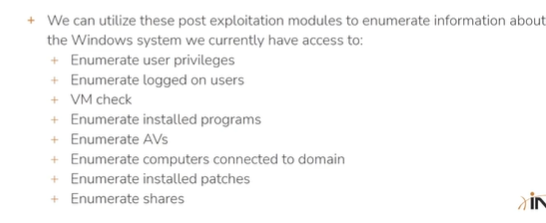 + We can utilize these post exploitation modules to enumerate information about
the Windows system we currently have access to:
+ Enumerate user privileges
+ Enumerate logged on users
+ VM check
+ Enumerate installed programs
+ Enumerate AVs
+ Enumerate computers connected to domain
+ Enumerate installed patches
+ Enumerate shares